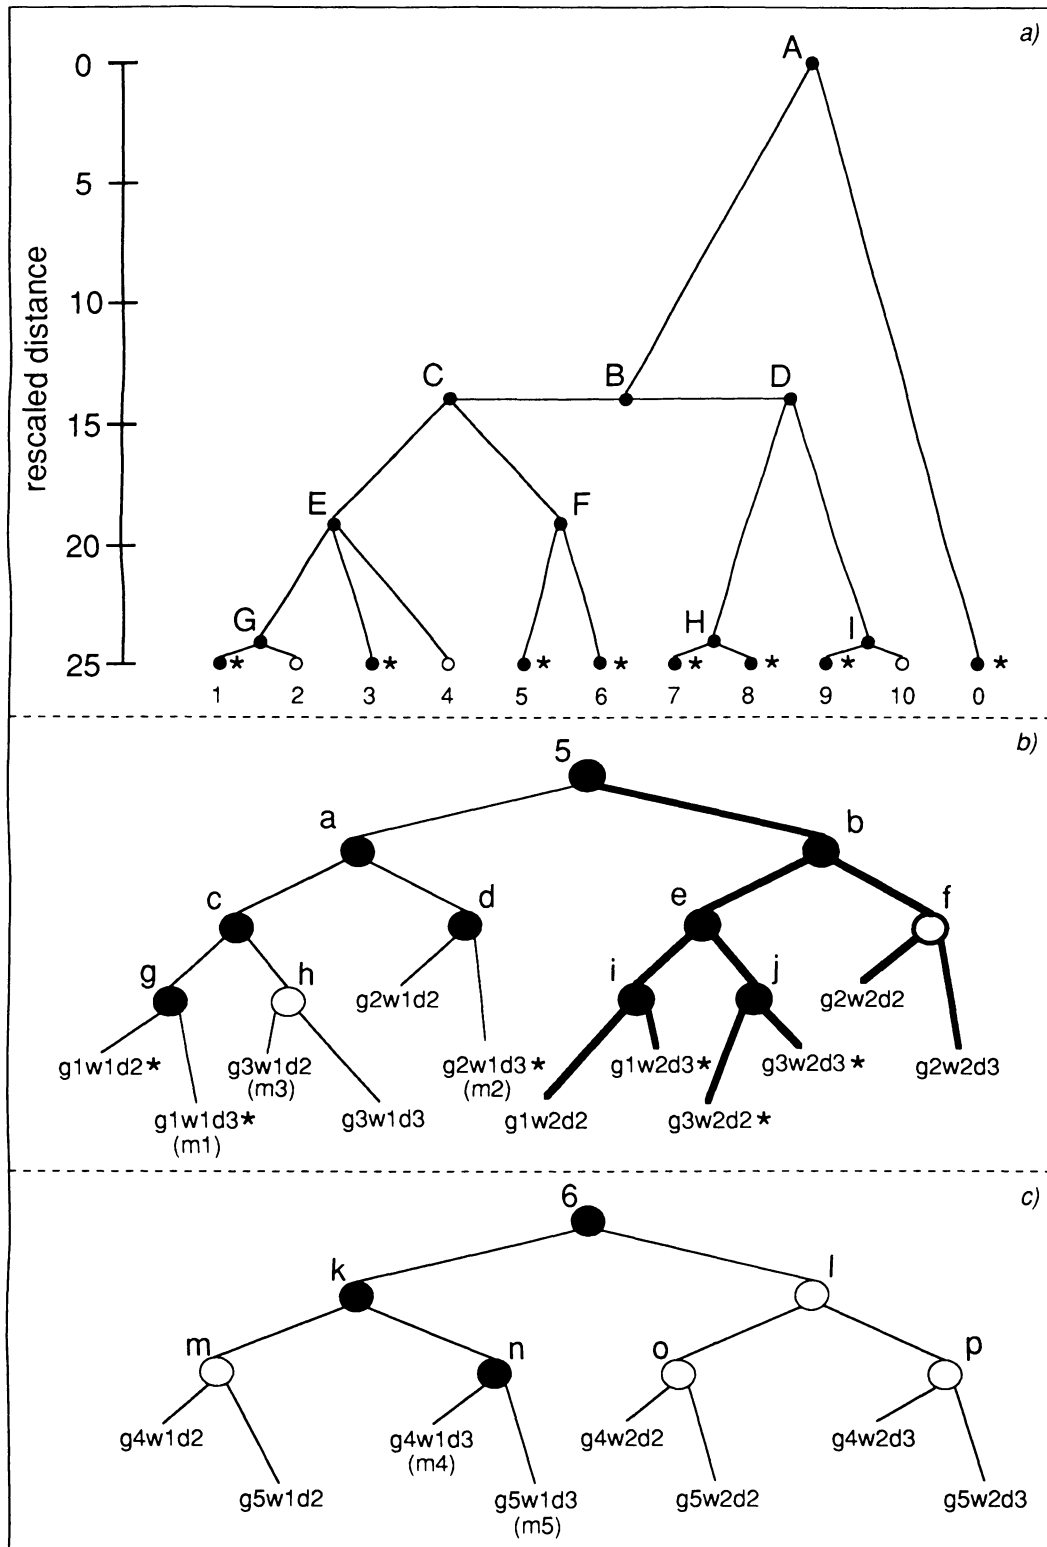 a)
A
0
5
10
rescaled distance
C B D
15
E F
20
G H I
25 * * * * * * * *
1 2 3 4 5 6 7 8 9 10 0
b)
5
a b
c d e f
g h i j
g2w1d2 g2w2d2
g1w1d2* g3w1d2 g2w1d3* g1w2d3* g3w2d3* g2w2d3
(m3) (m2)
g1w1d3* g3w1d3 g1w2d2 g3w2d2*
(m1)
c)
6
k l
m n o p
g4w1d2 g4w1d3 g4w2d2 g4w2d3
(m4)
g5w1d2 g5w1d3 g5w2d2 g5w2d3
(m5)